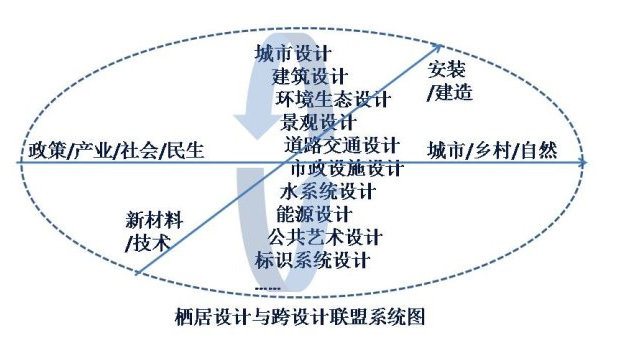 城市设计
建筑设计
环境生态设计
景观设计
道路交通设计
市政设施设计
水系统设计
能源设计
公共艺术设计
标识系统设计
……
安装
/建造
政策/产业/社会/民生
城市/乡村/自然
新材料
/技术
栖居设计与跨设计联盟系统图